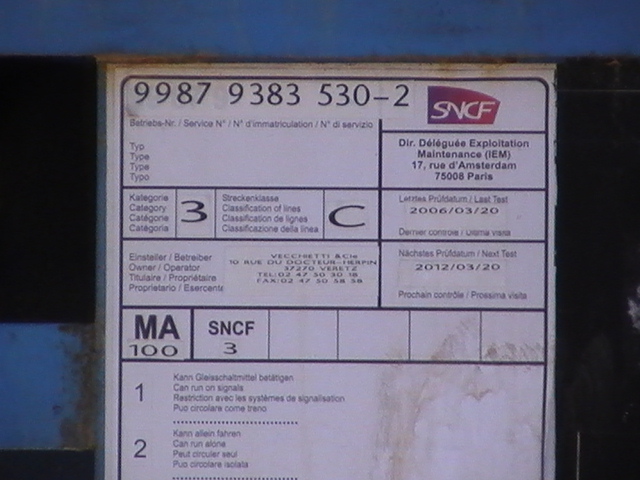 9987 9383 530-2
SNCF
Betriebs-Nr. / Service N° / N° d'immatriculation / N° di servizio
Typ
Type
Type
Tipo
Dir. Déléguée Exploitation
Maintenance (IEM)
17, rue d'Amsterdam
75008 Paris
Kategorie
Category
Catégorie
Catégoria
3
Streckenklasse
Classification of lines
Classification de lignes
Classificazione della linea
C
Letztes Prüfdatum / Last Test
2006/03/20
Dernier contrôle / Ultima visita
Einsteller / Betreiber
Owner / Operator
Titulaire / Propriétaire
Proprietario / Esercente
VECCHIETTI &Cie
10 RUE DU DOCTEUR-HERPIN
37270 VERETZ
TEL:02 47 50 30 18
FAX:02 47 50 58 58
Nächstes Prüfdatum / Next Test
2012/03/20
Prochain contrôle / Prossima visita
MA
100
SNCF
3
1
Kann Gleisschaltmittel betätigen
Can run on signals
Restriction avec les systèmes de signalisation
Puo circolare come treno
2
Kann allein fahren
Can run alone
Peut circuler seul
Puo circolare isolata